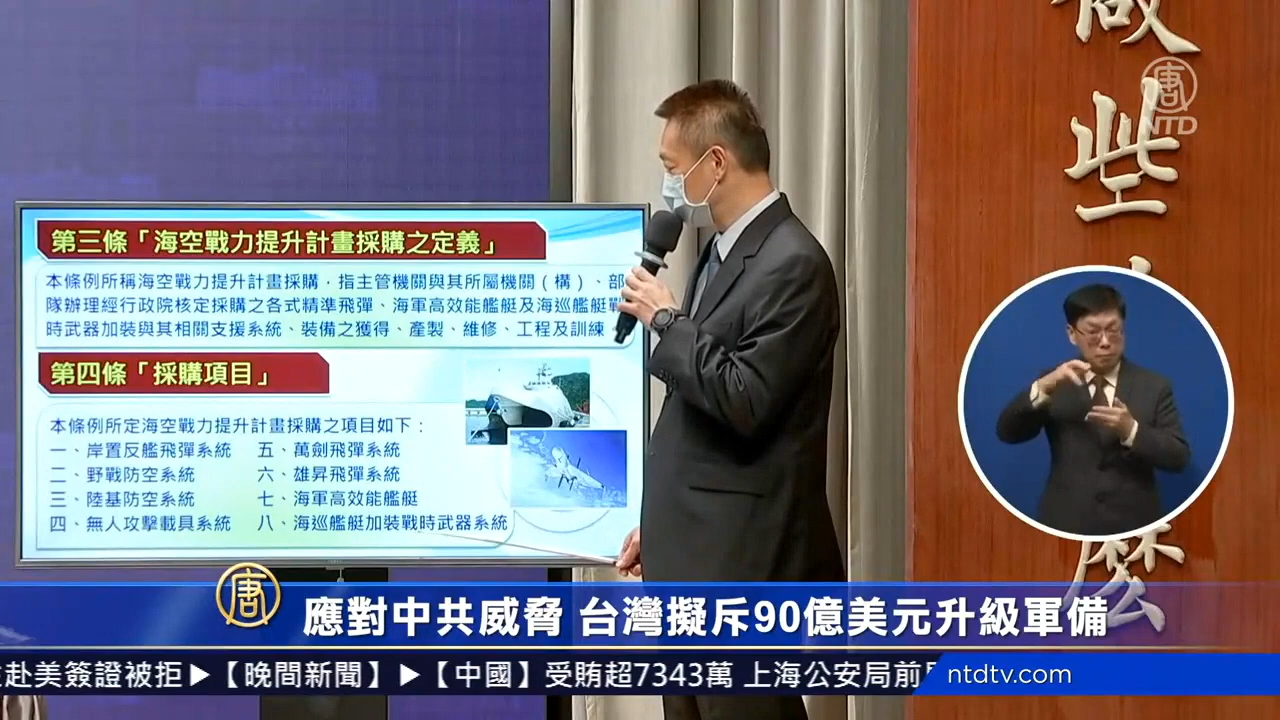 第三條「海空戰力提升計畫採購之定義」
本條例所稱海空戰力提升計畫採購，指主管機關與其所屬機關（構）、部
隊辦理經行政院核定採購之各式精準飛彈、海軍高效能艦艇及海巡艦艇戰
時武器加裝與其相關支援系統、裝備之獲得、產製、維修、工程及訓練
第四條「採購項目」
本條例所定海空戰力提升計畫採購之項目如下：
一、岸置反艦飛彈系統 五、萬劍飛彈系統
二、野戰防空系統 六、雄昇飛彈系統
三、陸基防空系統 七、海軍高效能艦艇
四、無人攻擊載具系統 八、海巡艦艇加裝戰時武器系統
些
麼
唐
NTD
唐
應對中共威脅 台灣擬斥90億美元升級軍備
赴美簽證被拒▶【晚間新聞】▶【中國】受賄超7343萬 上海公安局前
ntdtv.com